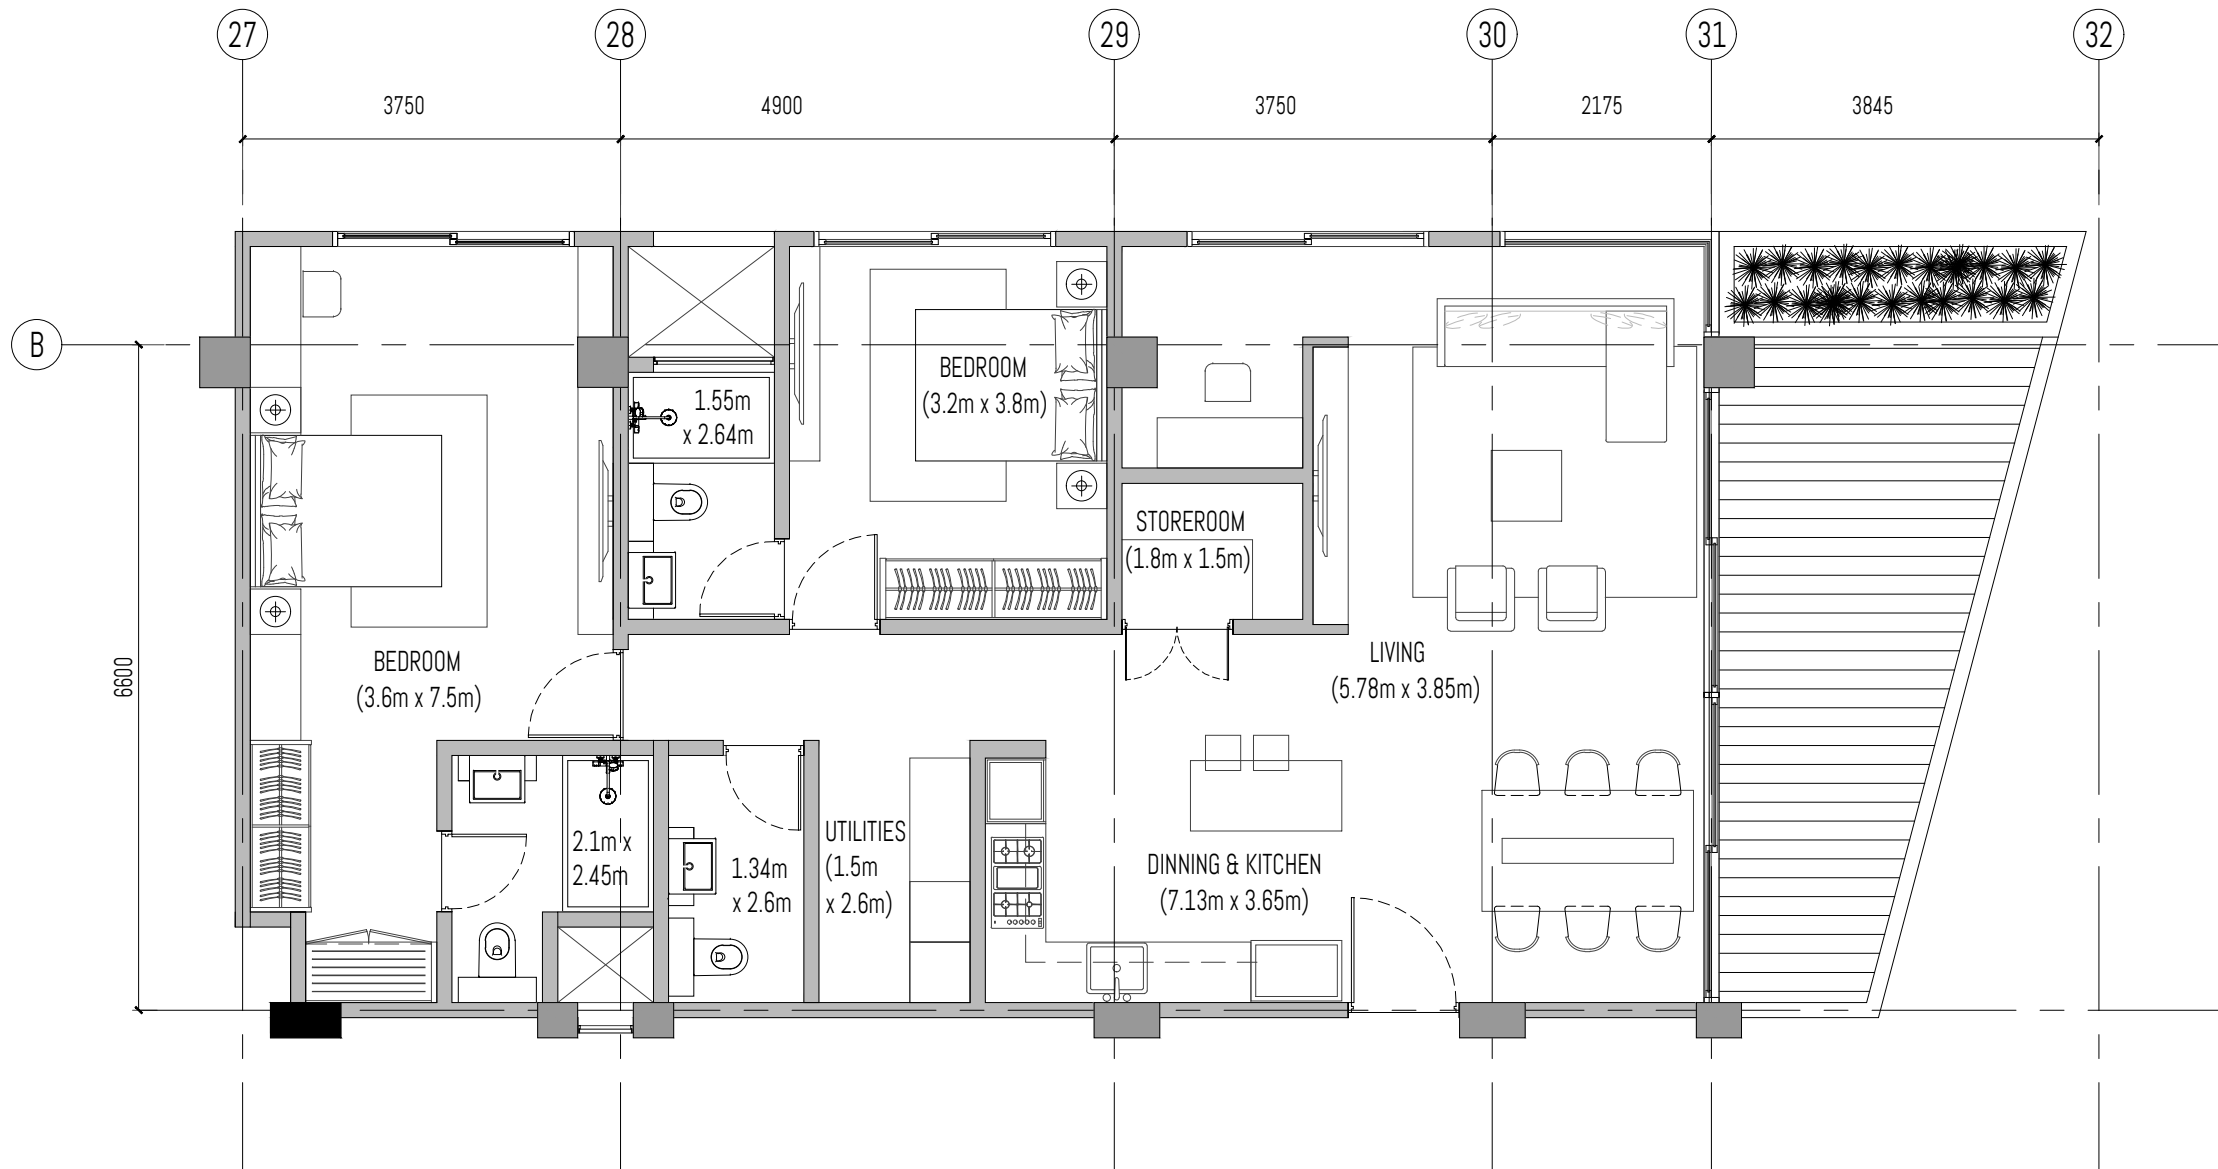 27
28
29
30
31
32
3750
4900
3750
2175
3845
B
6600
BEDROOM
(3.2m x 3.8m)
1.55m
x 2.64m
STOREROOM
(1.8m x 1.5m)
BEDROOM
(3.6m x 7.5m)
LIVING
(5.78m x 3.85m)
2.1m x
2.45m
1.34m
x 2.6m
UTILITIES
(1.5m
x 2.6m)
DINNING & KITCHEN
(7.13m x 3.65m)